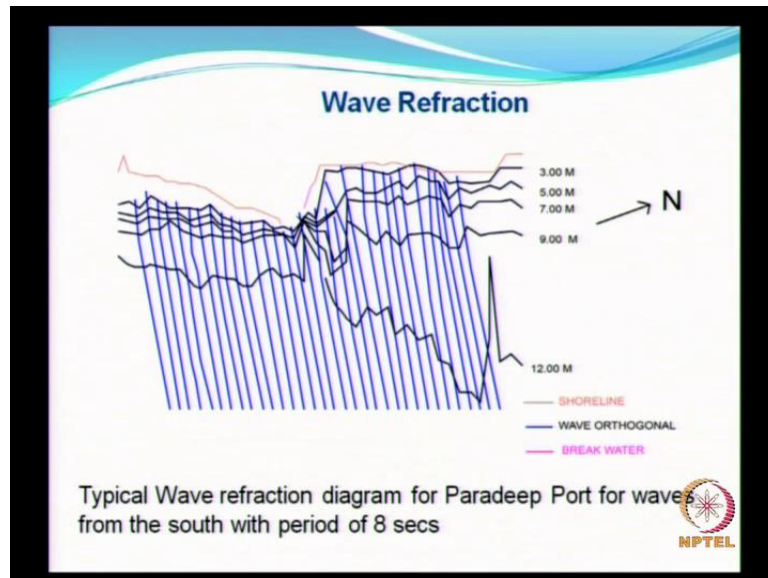 Wave Refraction
3.00 M
5.00 M
7.00 M
9.00 M
N
12.00 M
SHORELINE
WAVE ORTHOGONAL
BREAK WATER
Typical Wave refraction diagram for Paradeep Port for waves
from the south with period of 8 secs
NPTEL